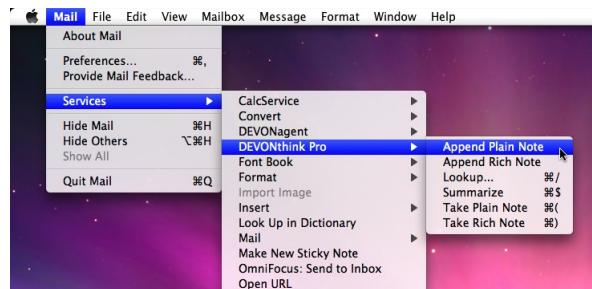 Mail File Edit View Mailbox Message Format Window Help
About Mail
Preferences... ⌘,
Provide Mail Feedback...
Services
Hide Mail ⌘H
Hide Others ⌥⌘H
Show All
Quit Mail ⌘Q
CalcService
Convert
DEVONagent
DEVONthink Pro
Font Book
Format
Import Image
Insert
Look Up in Dictionary
Mail
Make New Sticky Note
OmniFocus: Send to Inbox
Open URL
Append Plain Note
Append Rich Note
Lookup... ⌘/
Summarize ⌘$
Take Plain Note ⌘(
Take Rich Note ⌘)